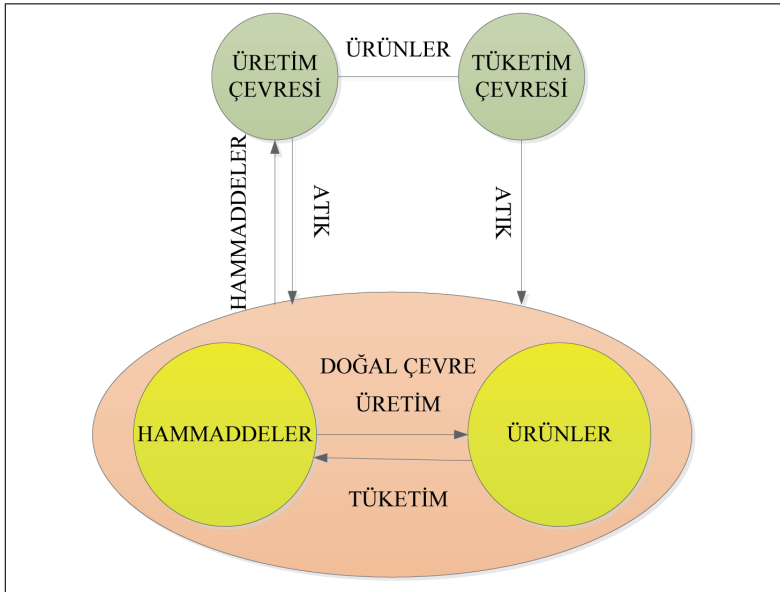 ÜRETİM
ÇEVRESİ
ÜRÜNLER
TÜKETİM
ÇEVRESİ
HAMMADDELER
ATIK
ATIK
DOĞAL ÇEVRE
ÜRETİM
HAMMADDELER
ÜRÜNLER
TÜKETİM